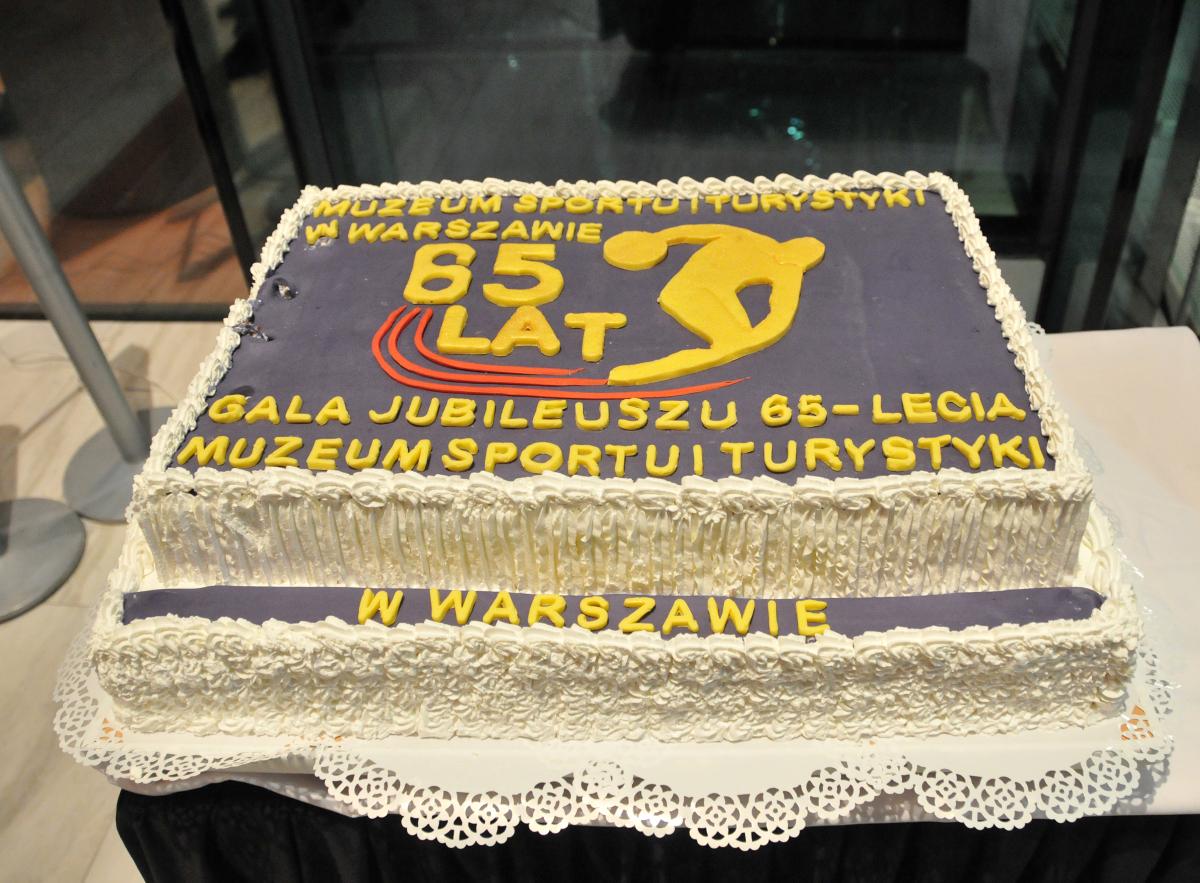 MUZEUM SPORTU I TURYSTYKI
W WARSZAWIE
65
LAT
GALA JUBILEUSZU 65-LECIA
MUZEUM SPORTU I TURYSTYKI
W WARSZAWIE